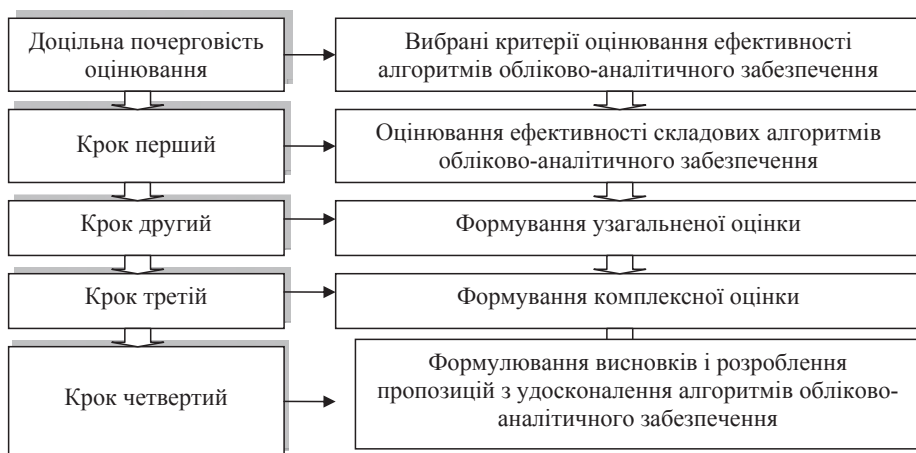 Доцільна почерговість
оцінювання
Вибрані критерії оцінювання ефективності
алгоритмів обліково-аналітичного забезпечення
Крок перший
Оцінювання ефективності складових алгоритмів
обліково-аналітичного забезпечення
Крок другий
Формування узагальненої оцінки
Крок третій
Формування комплексної оцінки
Крок четвертий
Формулювання висновків і розроблення
пропозицій з удосконалення алгоритмів обліково-
аналітичного забезпечення